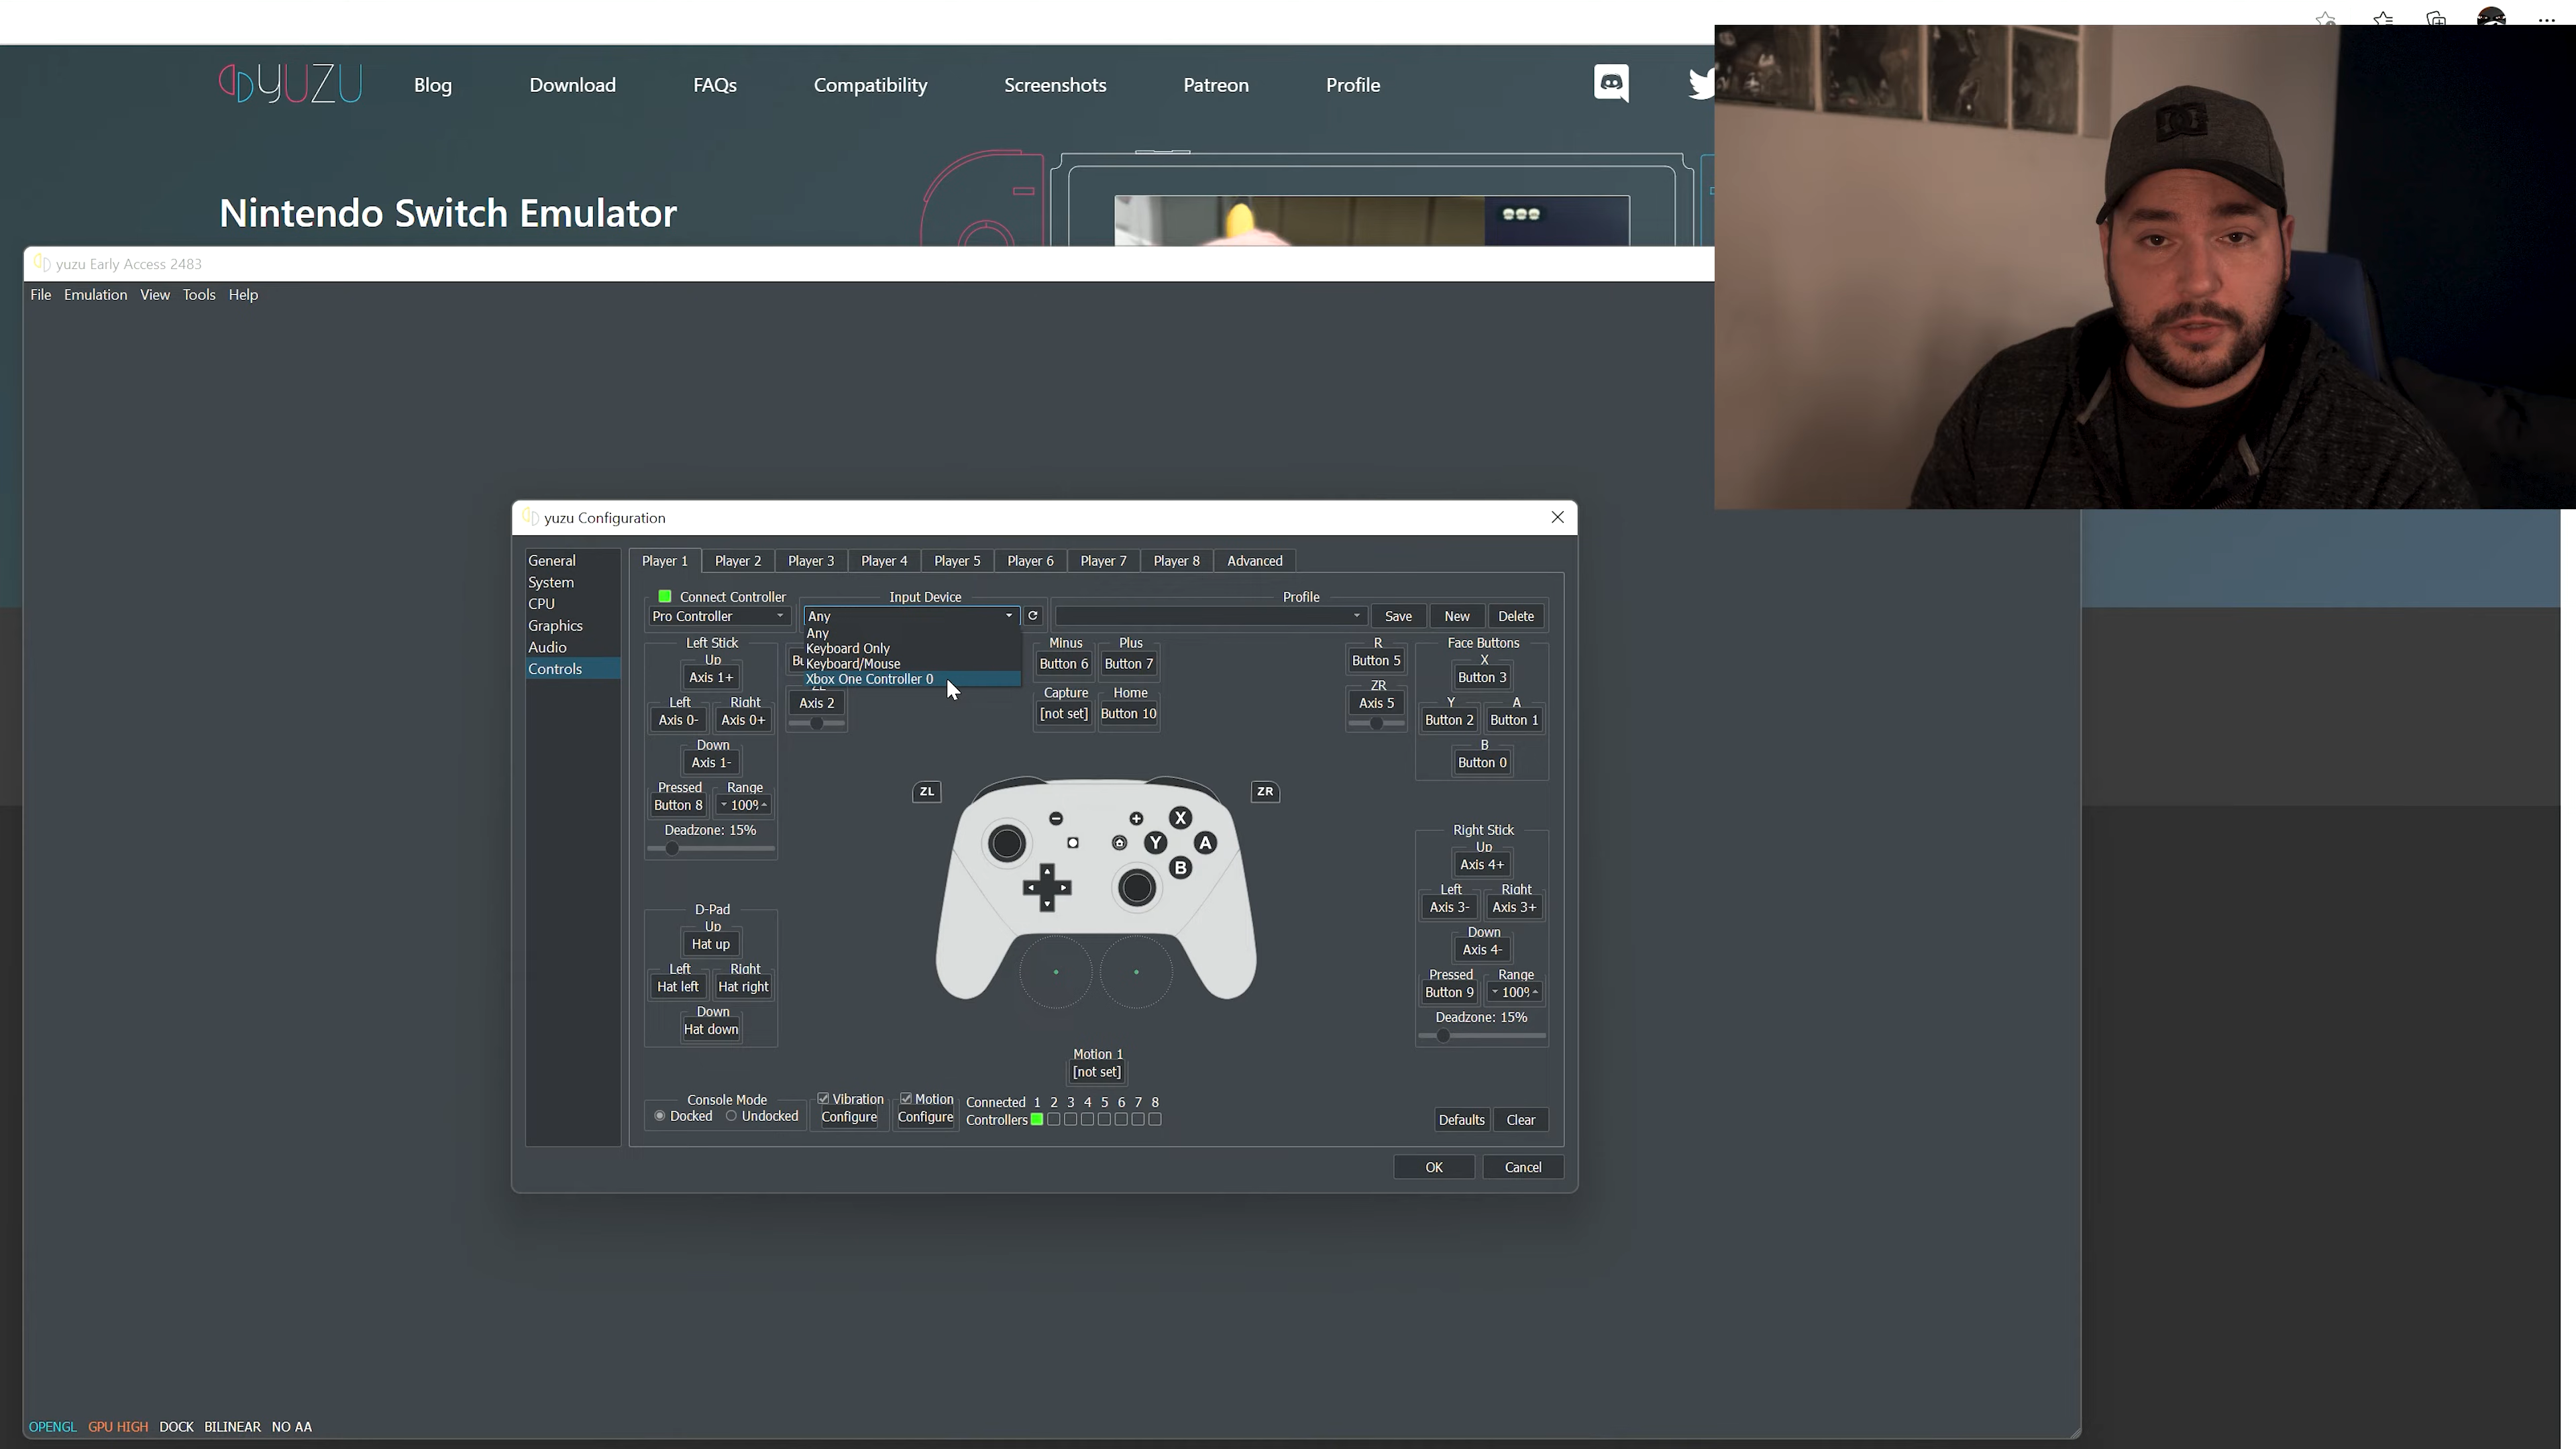 YUZU
Blog Download FAQs Compatibility Screenshots Patreon Profile
Nintendo Switch Emulator
yuzu Early Access 2483
File Emulation View Tools Help
yuzu Configuration
General
System
CPU
Graphics
Audio
Controls
Player 1 Player 2 Player 3 Player 4 Player 5 Player 6 Player 7 Player 8 Advanced
Connect Controller Input Device Profile
Pro Controller Any Save New Delete
Any
Keyboard Only
Keyboard/Mouse
Xbox One Controller 0
Left Stick
Up
Axis 1+
Left Right
Axis 0- Axis 0+
Down
Axis 1-
Pressed Range
Button 8 100%
Deadzone: 15%
Axis 2
Minus Plus
Button 6 Button 7
Capture Home
[not set] Button 10
R
Button 5
ZR
Axis 5
Face Buttons
X
Button 3
Y A
Button 2 Button 1
B
Button 0
ZL ZR
X
Y A
B
D-Pad
Up
Hat up
Left Right
Hat left Hat right
Down
Hat down
Right Stick
Up
Axis 4+
Left Right
Axis 3- Axis 3+
Down
Axis 4-
Pressed Range
Button 9 100%
Deadzone: 15%
Motion 1
[not set]
Console Mode
Docked Undocked
Vibration Motion
Configure Configure
Connected 1 2 3 4 5 6 7 8
Controllers
Defaults Clear
OK Cancel
OPENGL GPU HIGH DOCK BILINEAR NO AA